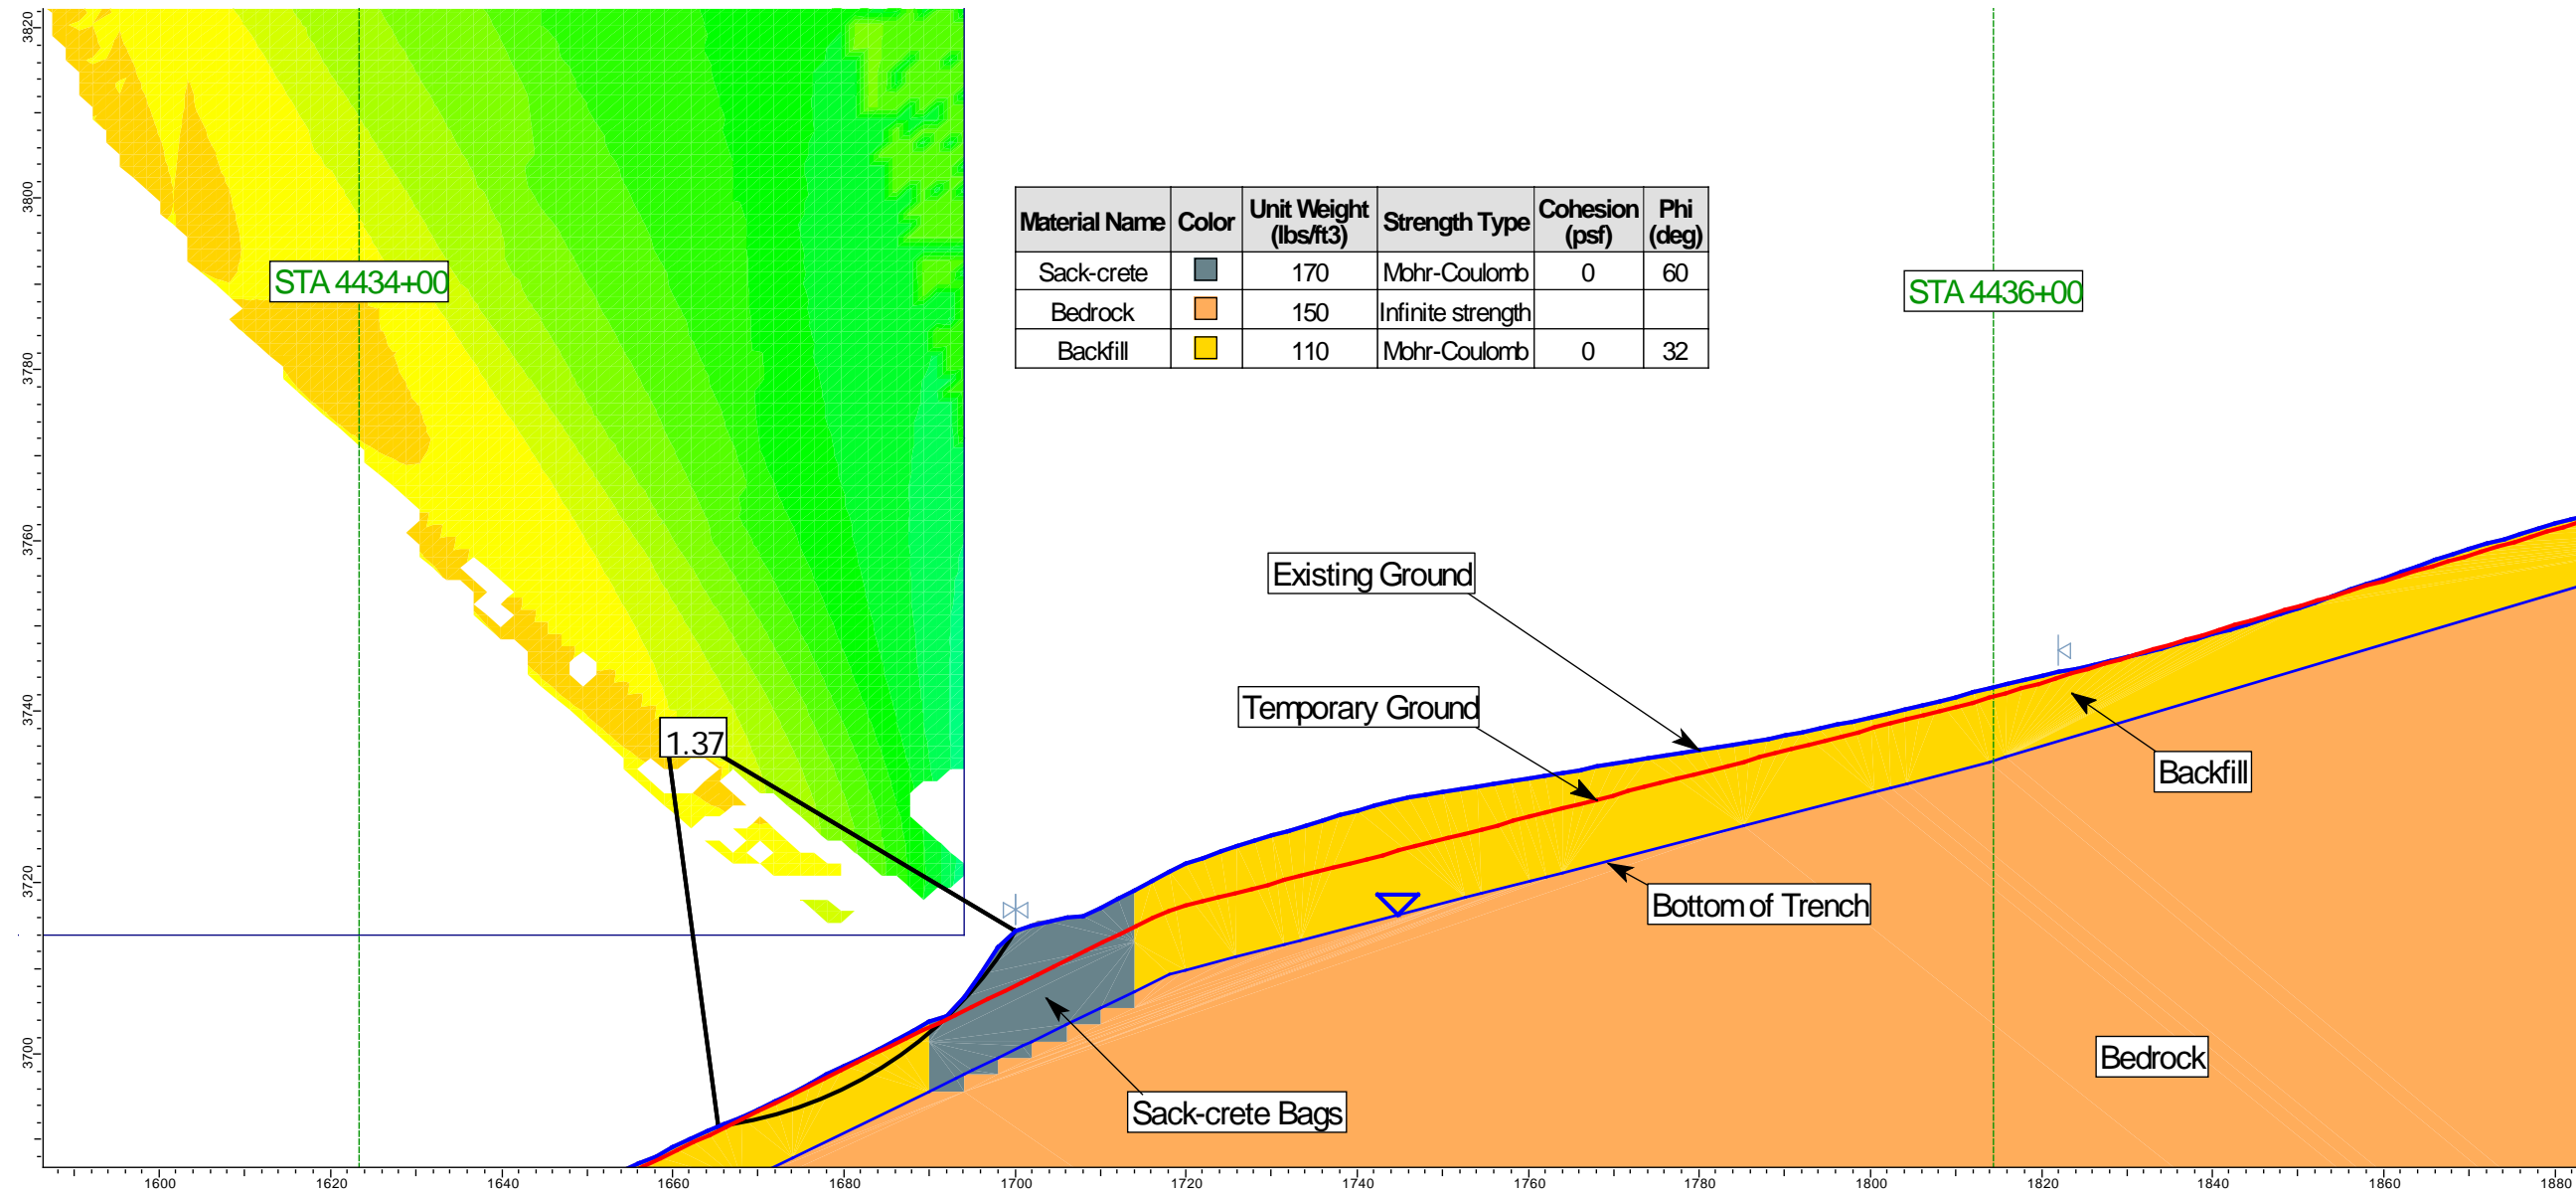 3820
3800
3780
3760
3740
3720
3700
STA 4434+00
STA 4436+00
Material Name Color Unit Weight (lbs/ft3) Strength Type Cohesion (psf) Phi (deg)
Sack-crete 170 Mohr-Coulomb 0 60
Bedrock 150 Infinite strength
Backfill 110 Mohr-Coulomb 0 32
Existing Ground
Temporary Ground
1.37
Backfill
Bottom of Trench
Bedrock
Sack-crete Bags
1600 1620 1640 1660 1680 1700 1720 1740 1760 1780 1800 1820 1840 1860 1880